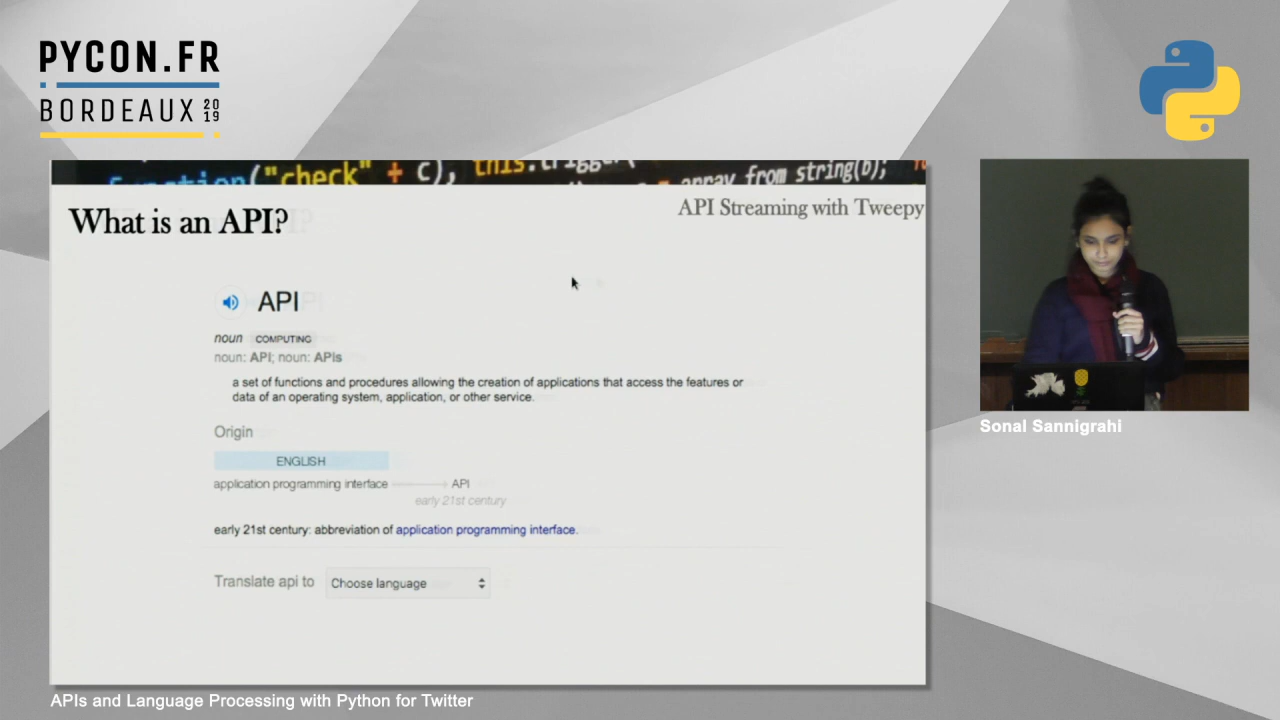 PYCON.FR
BORDEAUX 2019
function("check" + c), this.trigger(
array from string(b);
What is an API?
API Streaming with Tweepy
API
noun COMPUTING
noun: API; noun: APIs
a set of functions and procedures allowing the creation of applications that access the features or
data of an operating system, application, or other service.
Origin
ENGLISH
application programming interface API
early 21st century
early 21st century: abbreviation of application programming interface.
Translate api to Choose language
Sonal Sannigrahi
APIs and Language Processing with Python for Twitter